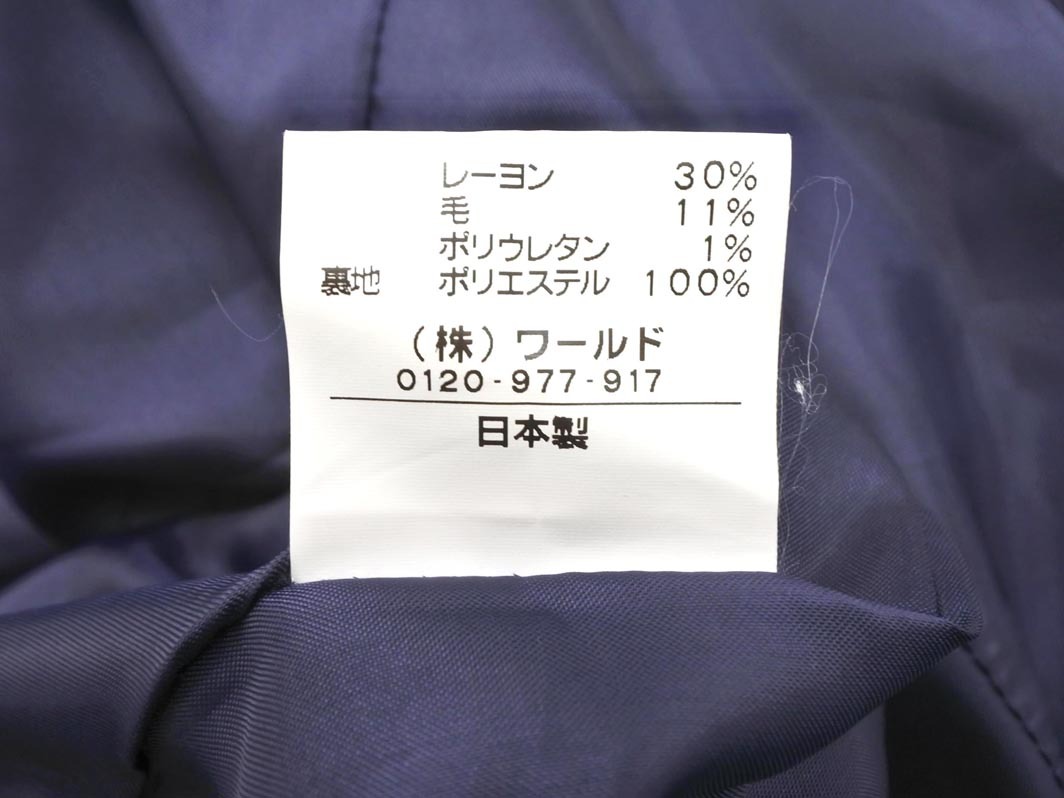 レーヨン 30%
毛 11%
ポリウレタン 1%
裏地 ポリエステル 100%
(株)ワールド
0120-977-917
日本製